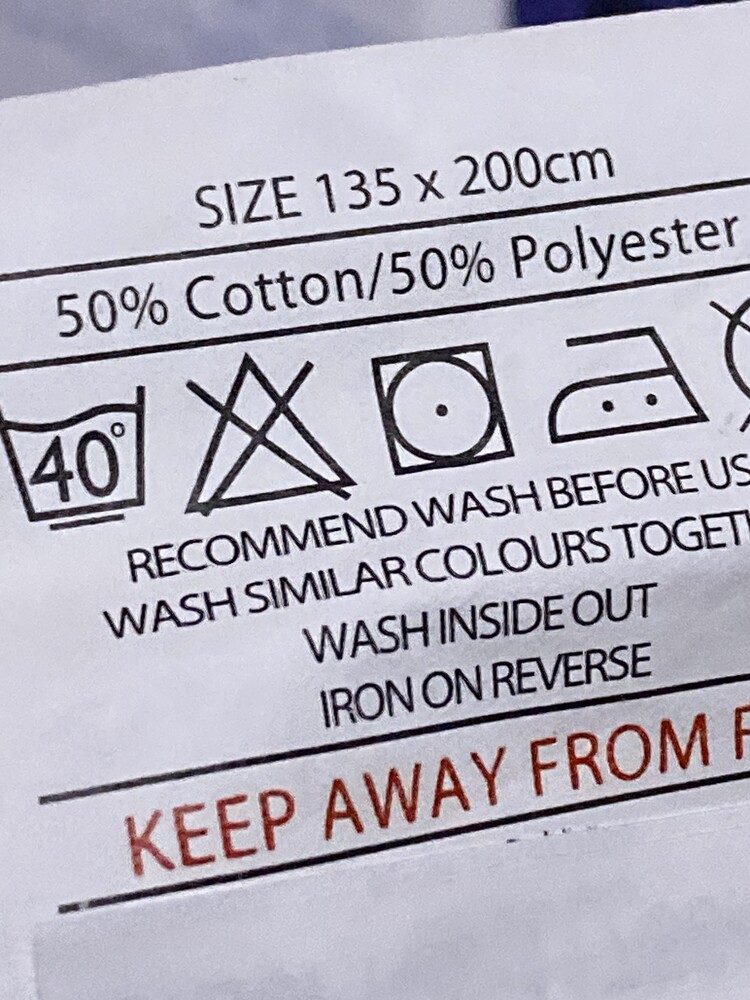 SIZE 135 x 200cm
50% Cotton/50% Polyester
40°
RECOMMEND WASH BEFORE US
WASH SIMILAR COLOURS TOGET
WASH INSIDE OUT
IRON ON REVERSE
KEEP AWAY FROM F